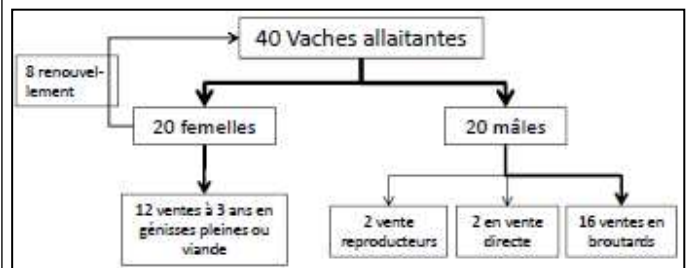 40 Vaches allaitantes
8 renouvel-
lement
20 femelles
20 mâles
12 ventes à 3 ans en
génisses pleines ou
viande
2 vente
reproducteurs
2 en vente
directe
16 ventes en
broutards